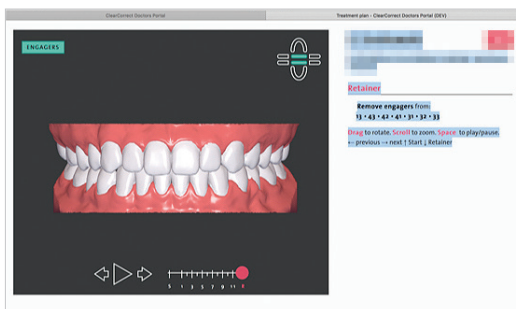 ClearCorrect Doctors Portal
Treatment plan - ClearCorrect Doctors Portal (DEV)
ENGAGERS
Retainer
Remove engagers from:
13 • 43 • 42 • 41 • 31 • 32 • 33
Drag to rotate, Scroll to zoom, Space to play/pause,
← previous → next ↑ Start ↓ Retainer
S 1 3 5 7 9 11 R